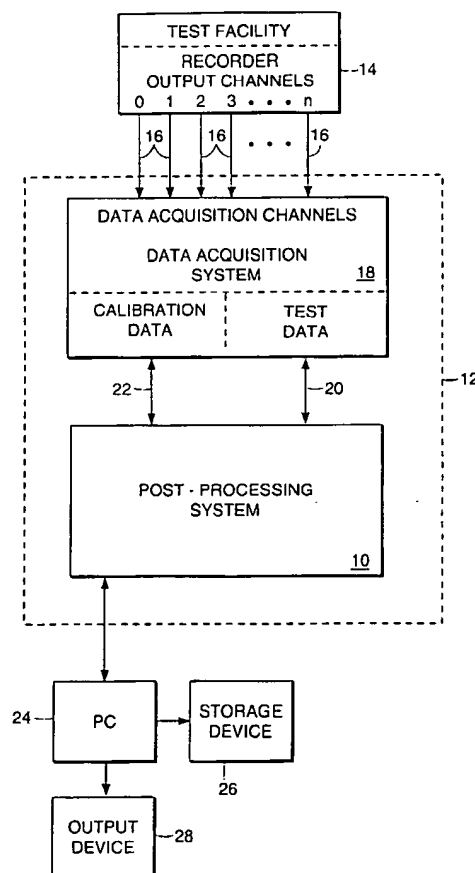 TEST FACILITY
RECORDER
OUTPUT CHANNELS
0 1 2 3 • • • n
14
16 16 • • • 16
DATA ACQUISITION CHANNELS
DATA ACQUISITION
SYSTEM
18
CALIBRATION
DATA
TEST
DATA
12
22
20
POST - PROCESSING
SYSTEM
10
24
PC
STORAGE
DEVICE
26
OUTPUT
DEVICE
28